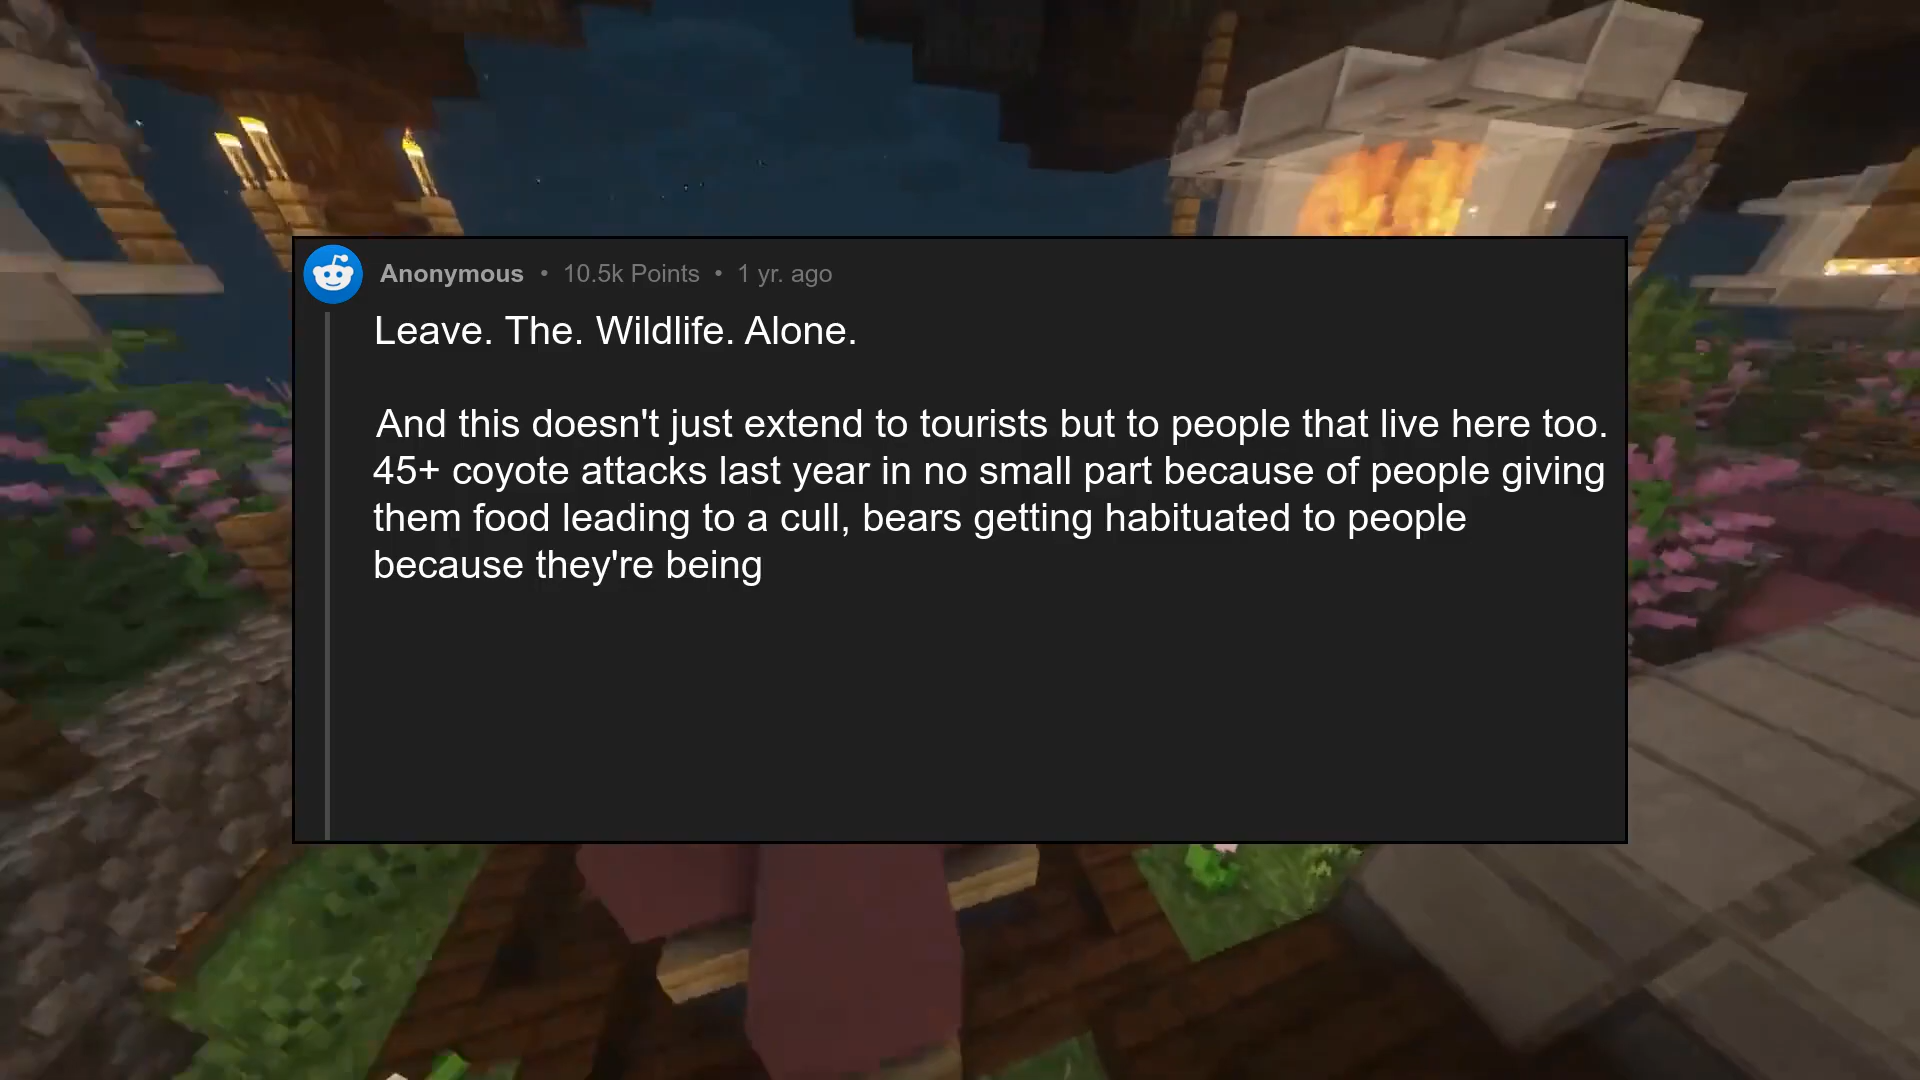 Anonymous • 10.5k Points • 1 yr. ago
Leave. The. Wildlife. Alone.
And this doesn't just extend to tourists but to people that live here too.
45+ coyote attacks last year in no small part because of people giving
them food leading to a cull, bears getting habituated to people
because they're being